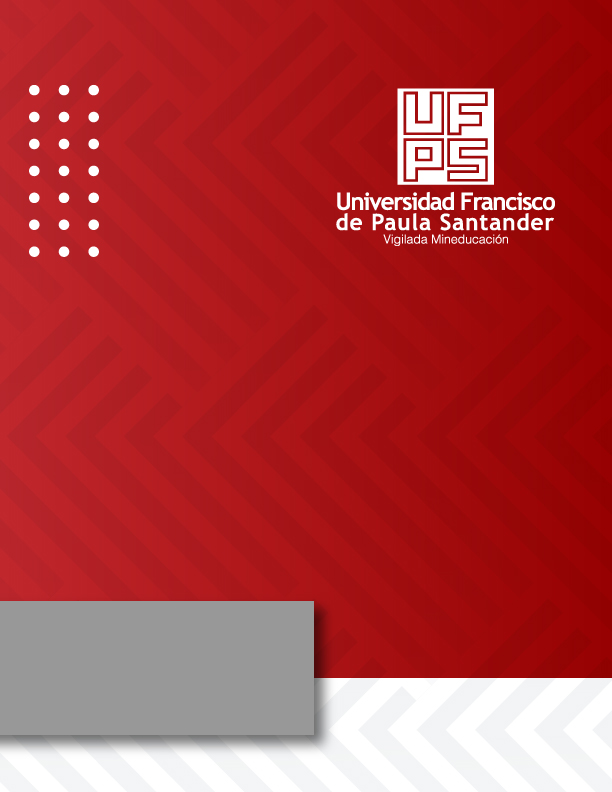 UF
PS
Universidad Francisco
de Paula Santander
Vigilada Mineducación